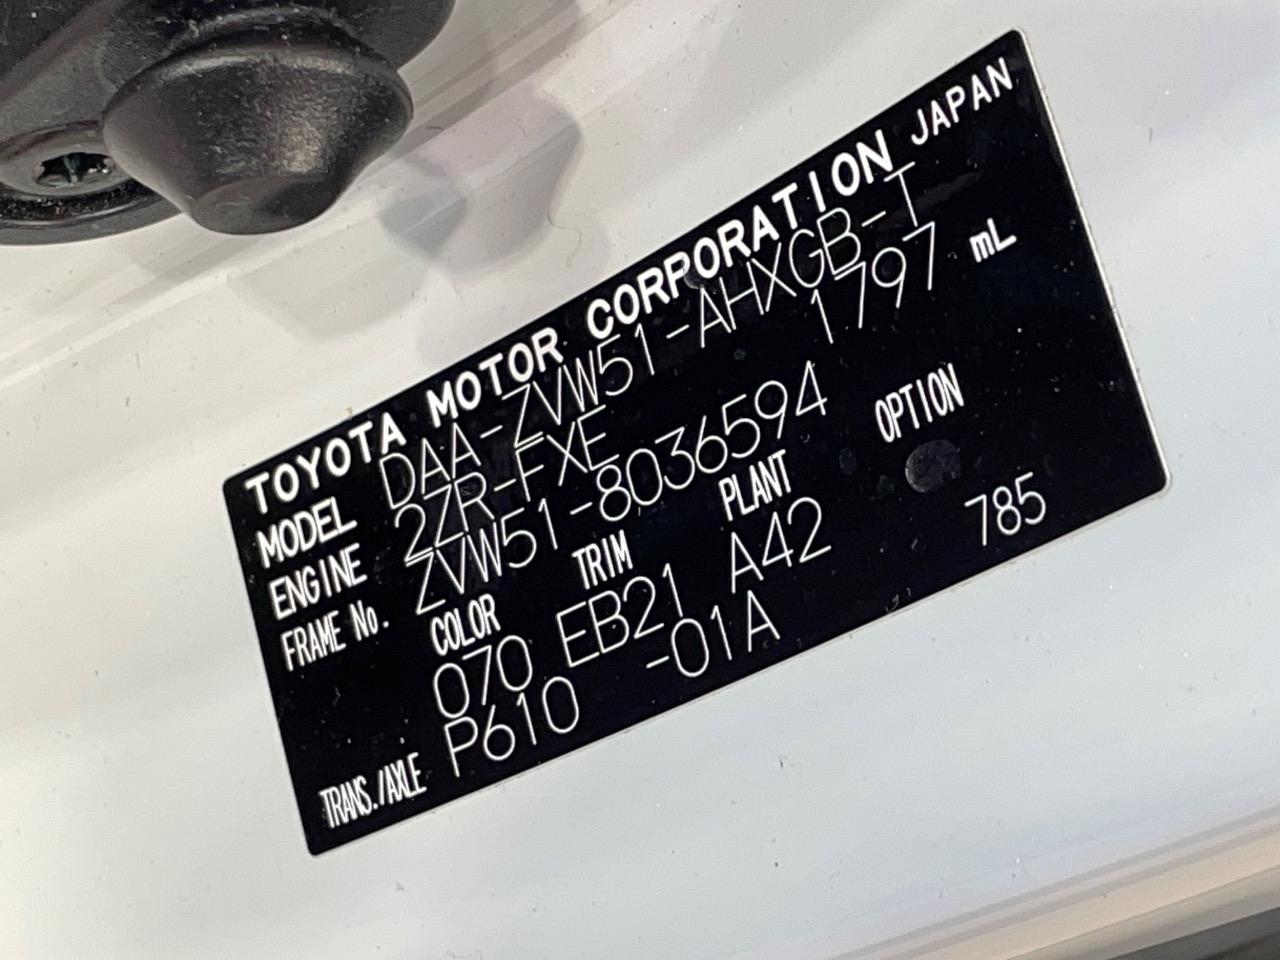 TOYOTA MOTOR CORPORATION JAPAN
MODEL DAA-ZVW51-AHXGB-T
ENGINE 2ZR-FXE 1797 mL
FRAME No. ZVW51-8036594
COLOR TRIM PLANT OPTION
070 EB21 A42 785
TRANS./AXLE P610 -01A